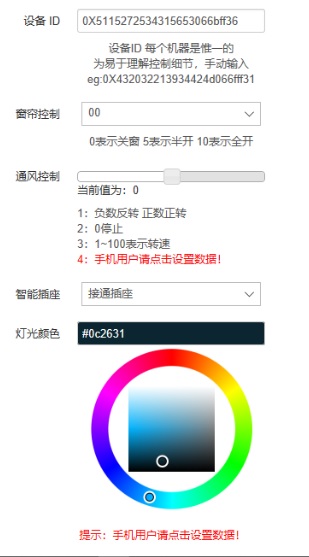 设备 ID 0X5115272534315653066bff36
设备ID 每个机器是惟一的
为易于理解控制细节，手动输入
eg:0X432032213934424d066fff31
窗帘控制 00
0表示关窗 5表示半开 10表示全开
通风控制
当前值为：0
1：负数反转 正数正转
2：0停止
3：1~100表示转速
4：手机用户请点击设置数据！
智能插座 接通插座
灯光颜色 #0c2631
提示：手机用户请点击设置数据！